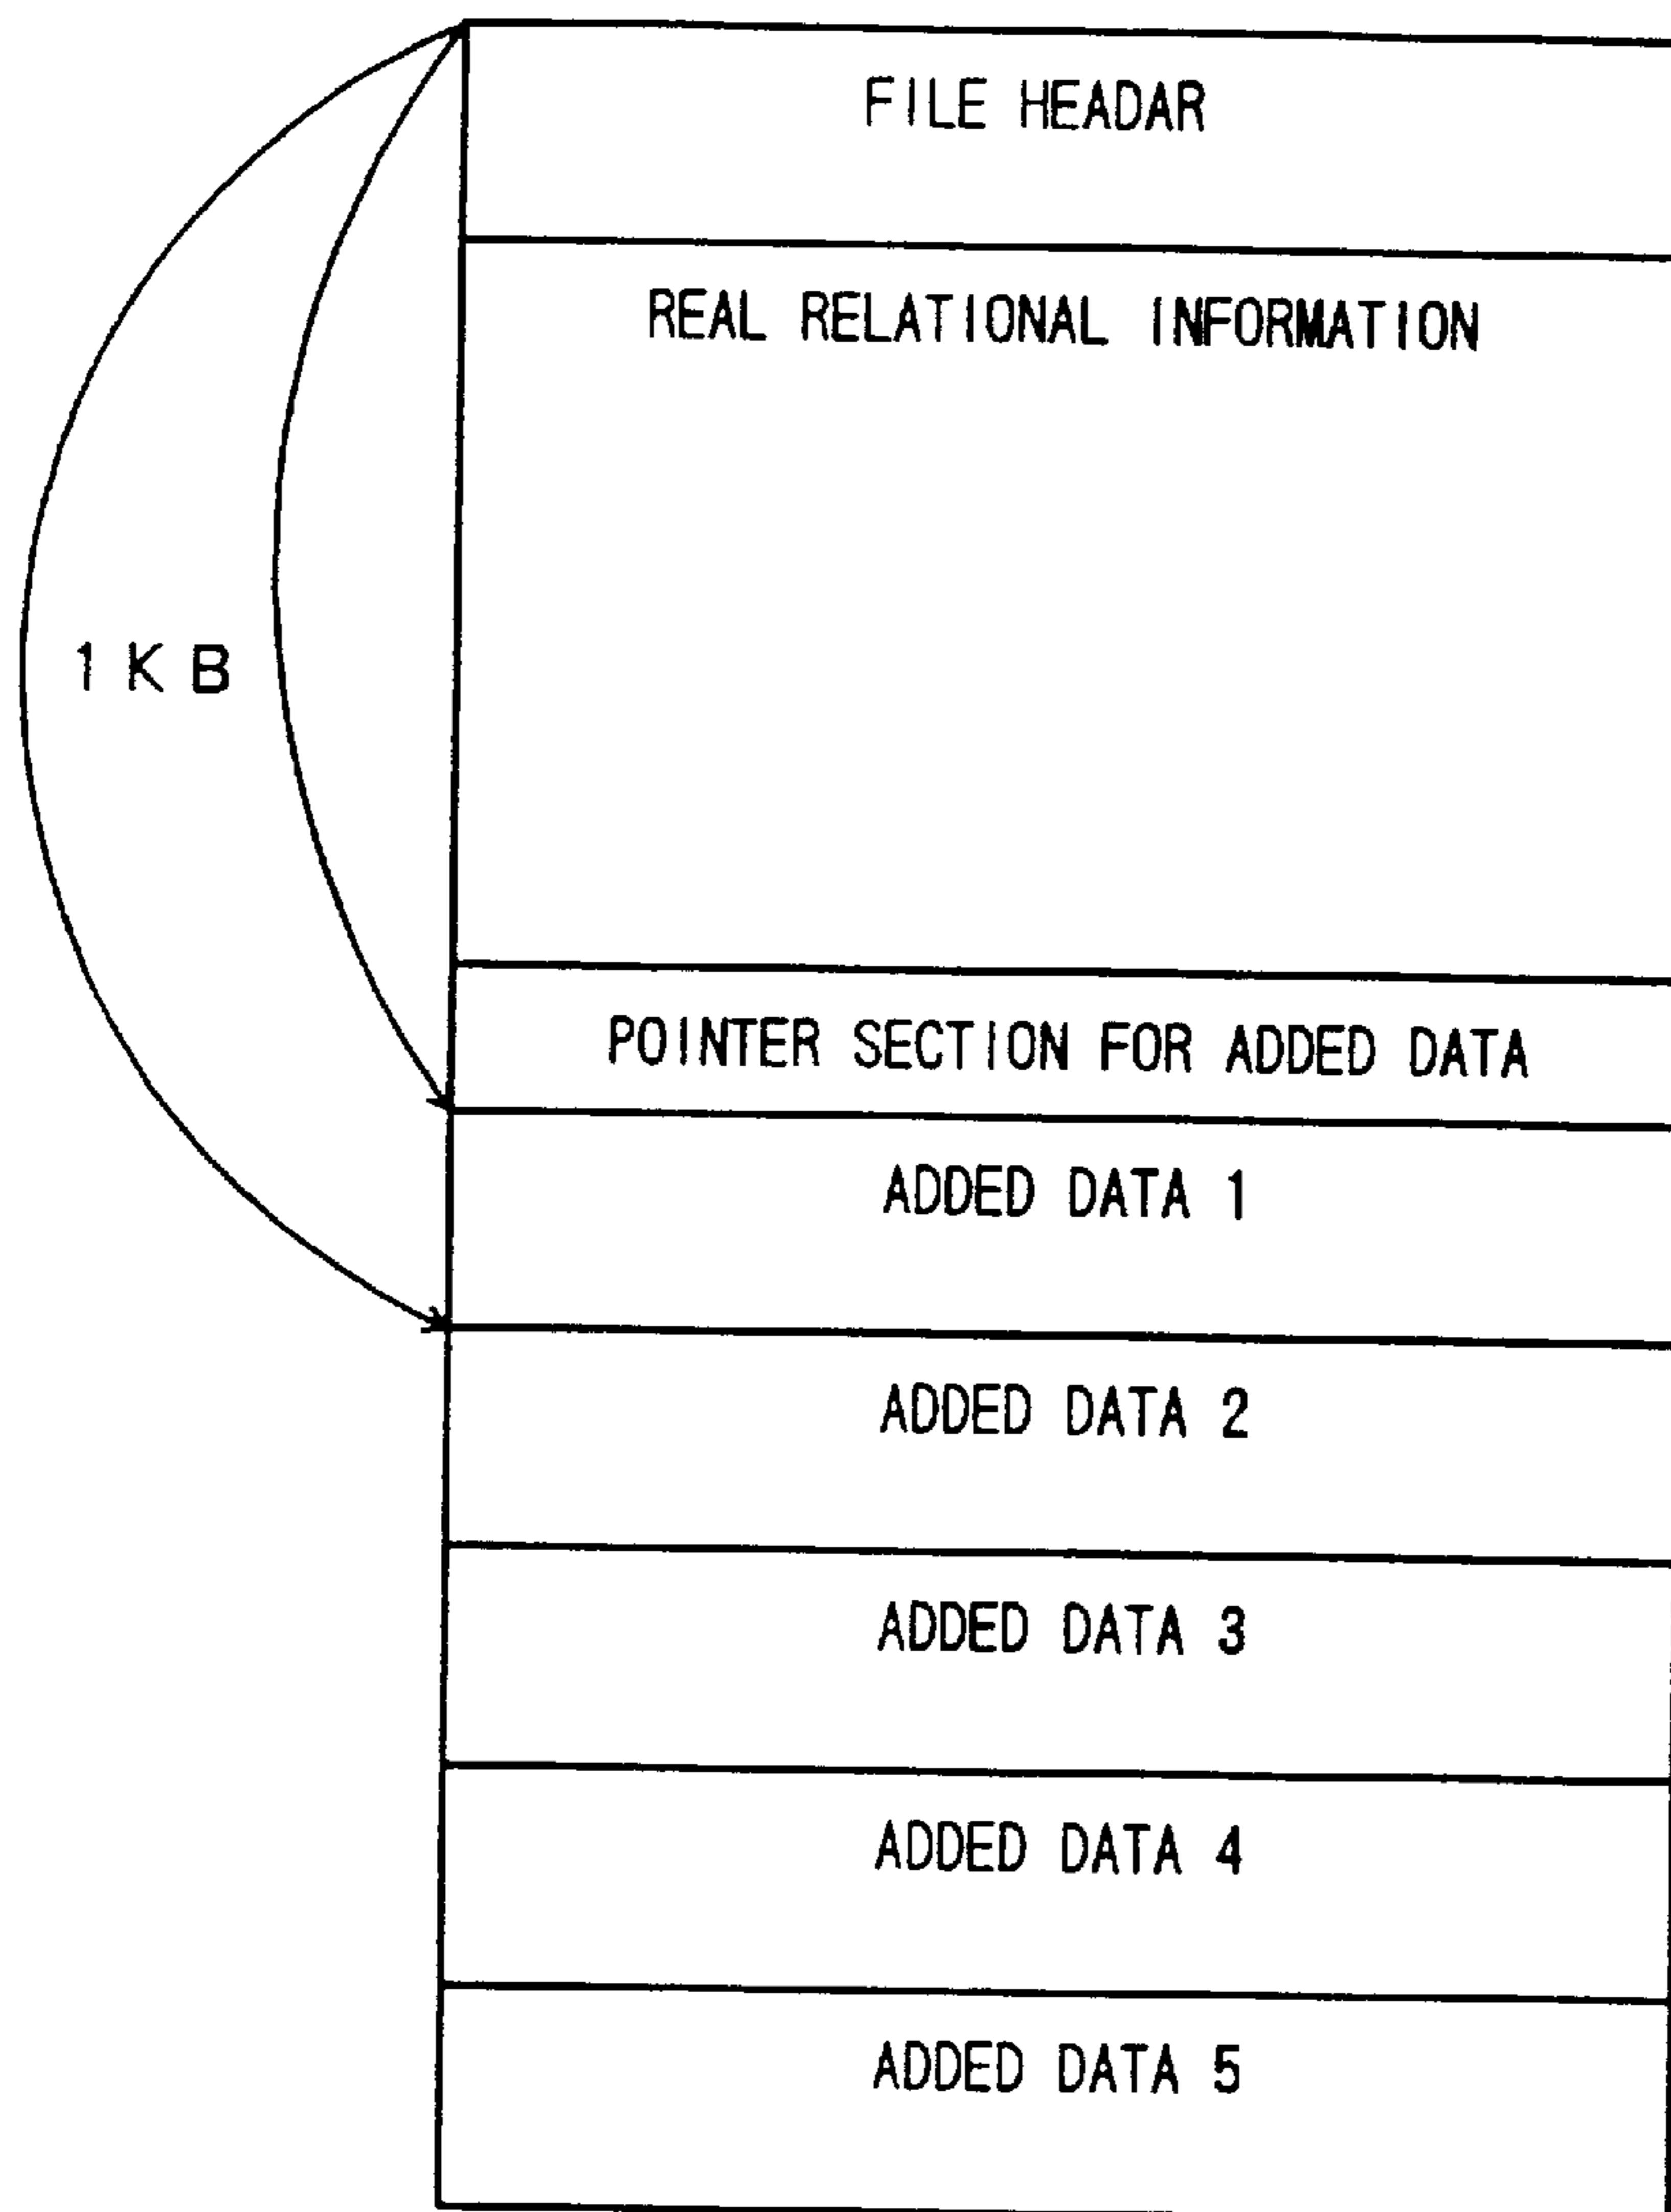 FILE HEADAR
REAL RELATIONAL INFORMATION
1KB
POINTER SECTION FOR ADDED DATA
ADDED DATA 1
ADDED DATA 2
ADDED DATA 3
ADDED DATA 4
ADDED DATA 5